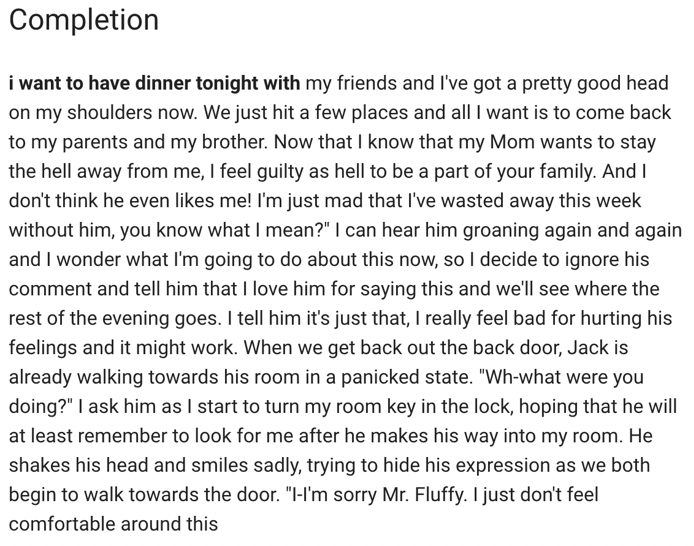 Completion
i want to have dinner tonight with my friends and I've got a pretty good head
on my shoulders now. We just hit a few places and all I want is to come back
to my parents and my brother. Now that I know that my Mom wants to stay
the hell away from me, I feel guilty as hell to be a part of your family. And I
don't think he even likes me! I'm just mad that I've wasted away this week
without him, you know what I mean?" I can hear him groaning again and again
and I wonder what I'm going to do about this now, so I decide to ignore his
comment and tell him that I love him for saying this and we'll see where the
rest of the evening goes. I tell him it's just that, I really feel bad for hurting his
feelings and it might work. When we get back out the back door, Jack is
already walking towards his room in a panicked state. "Wh-what were you
doing?" I ask him as I start to turn my room key in the lock, hoping that he will
at least remember to look for me after he makes his way into my room. He
shakes his head and smiles sadly, trying to hide his expression as we both
begin to walk towards the door. "I-I'm sorry Mr. Fluffy. I just don't feel
comfortable around this